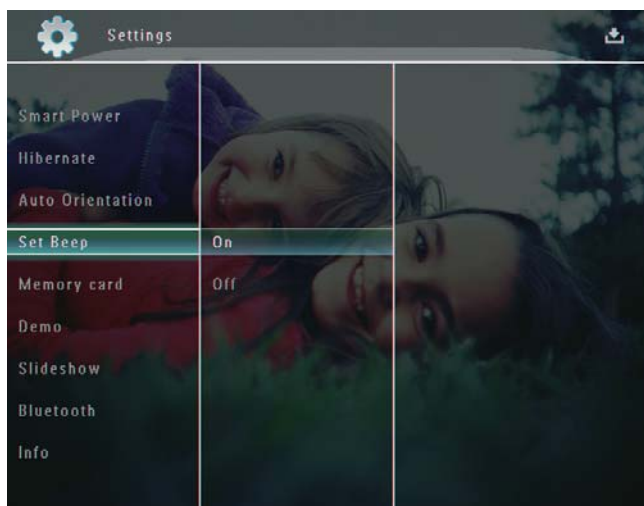 Settings
Smart Power
Hibernate
Auto Orientation
Set Beep
On
Memory card
Off
Demo
Slideshow
Bluetooth
Info